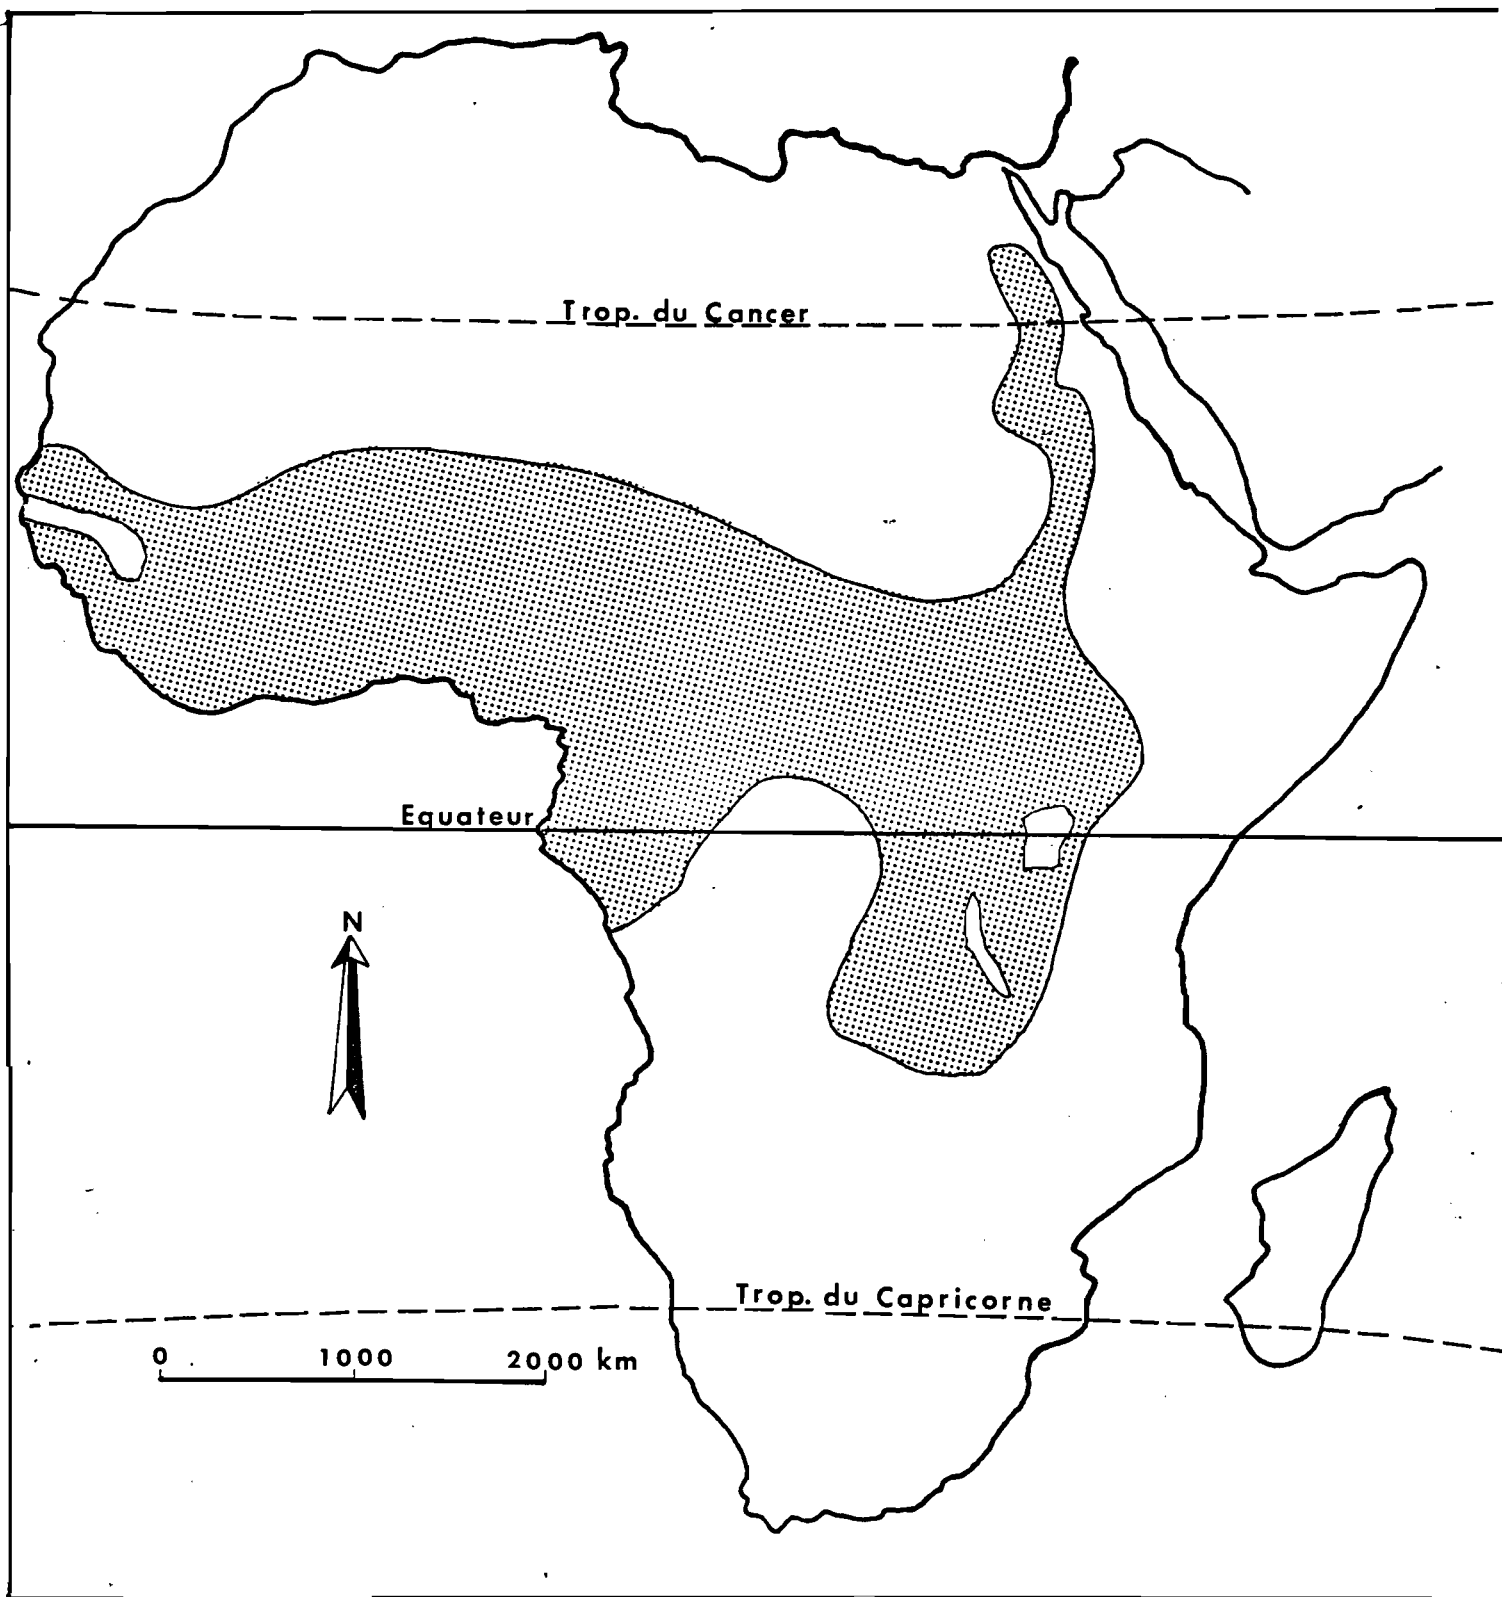 Trop. du Cancer
Equateur
N
Trop. du Capricorne
0 1000 2000 km